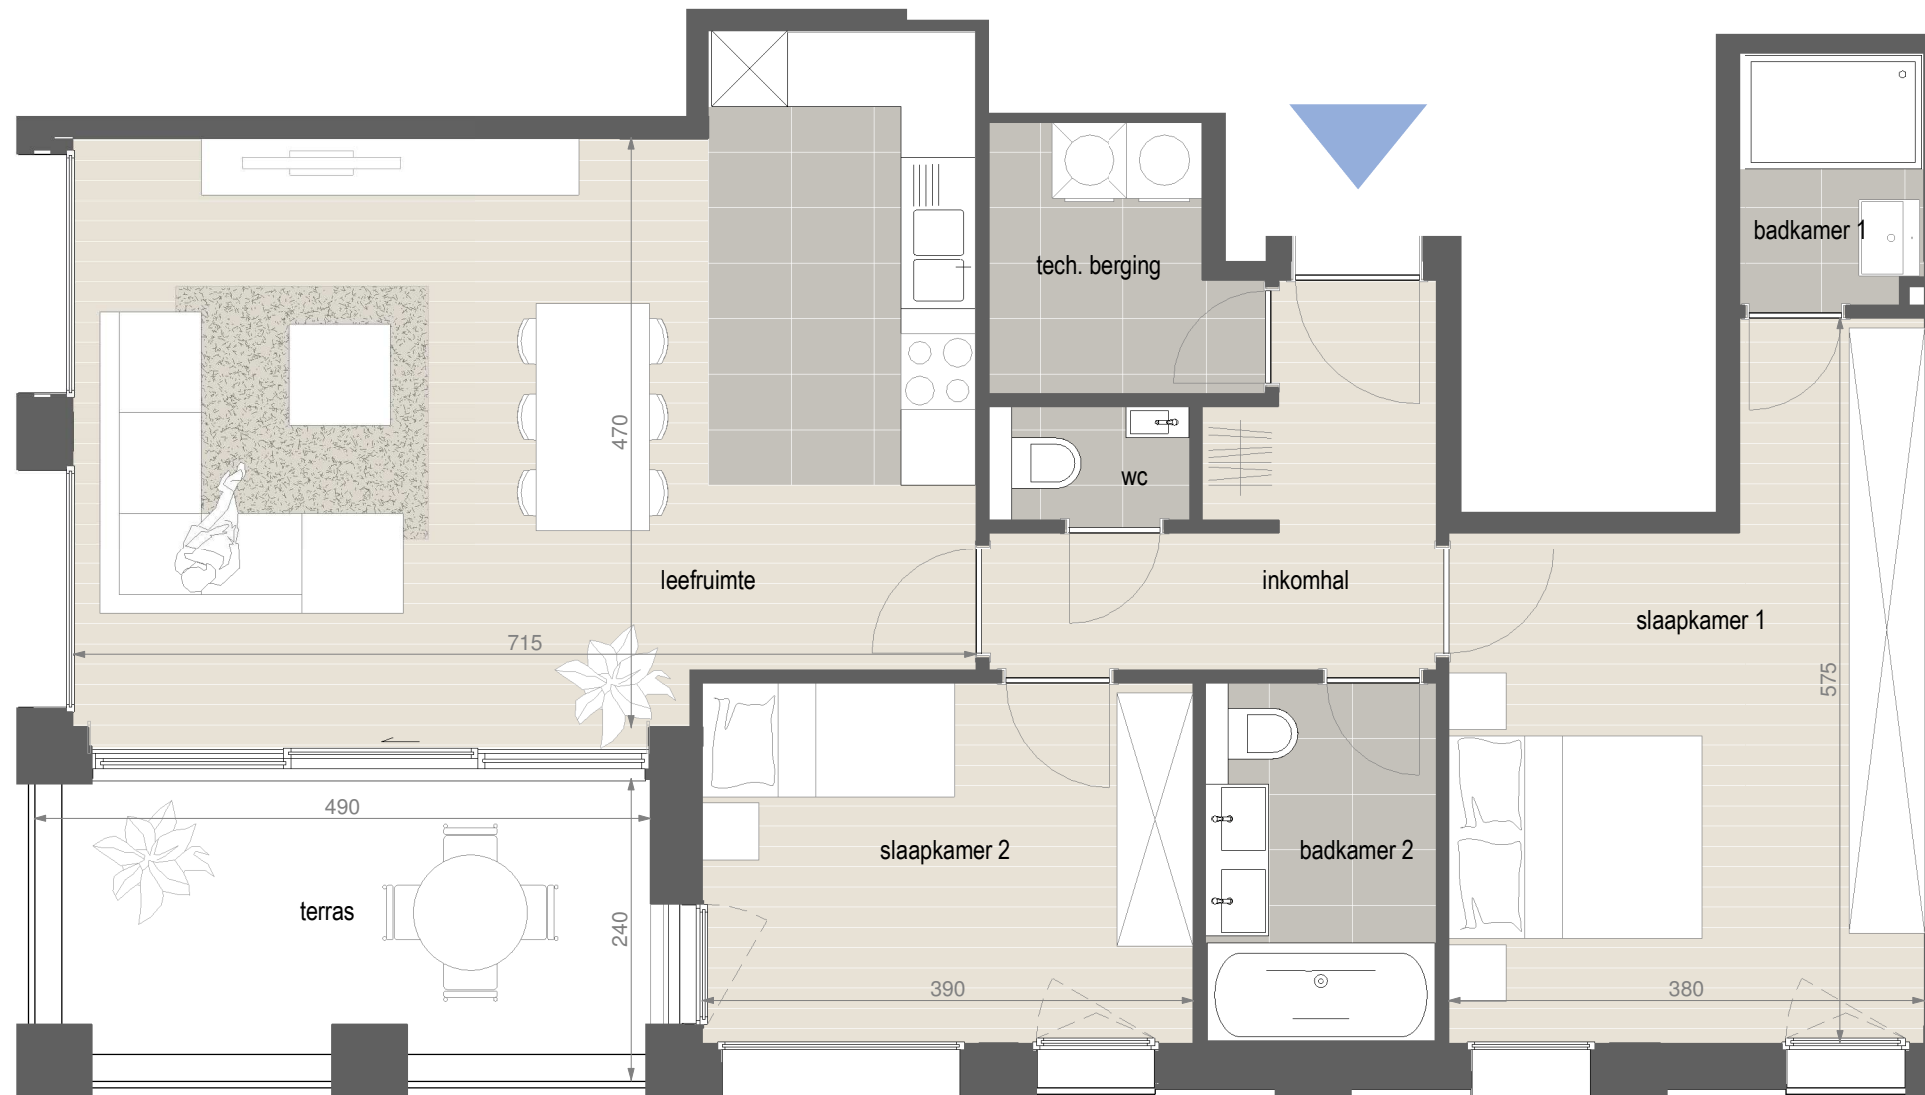 badkamer 1
tech. berging
470
wc
leefruimte
inkomhal
slaapkamer 1
715
575
490
slaapkamer 2
badkamer 2
terras
240
390
380